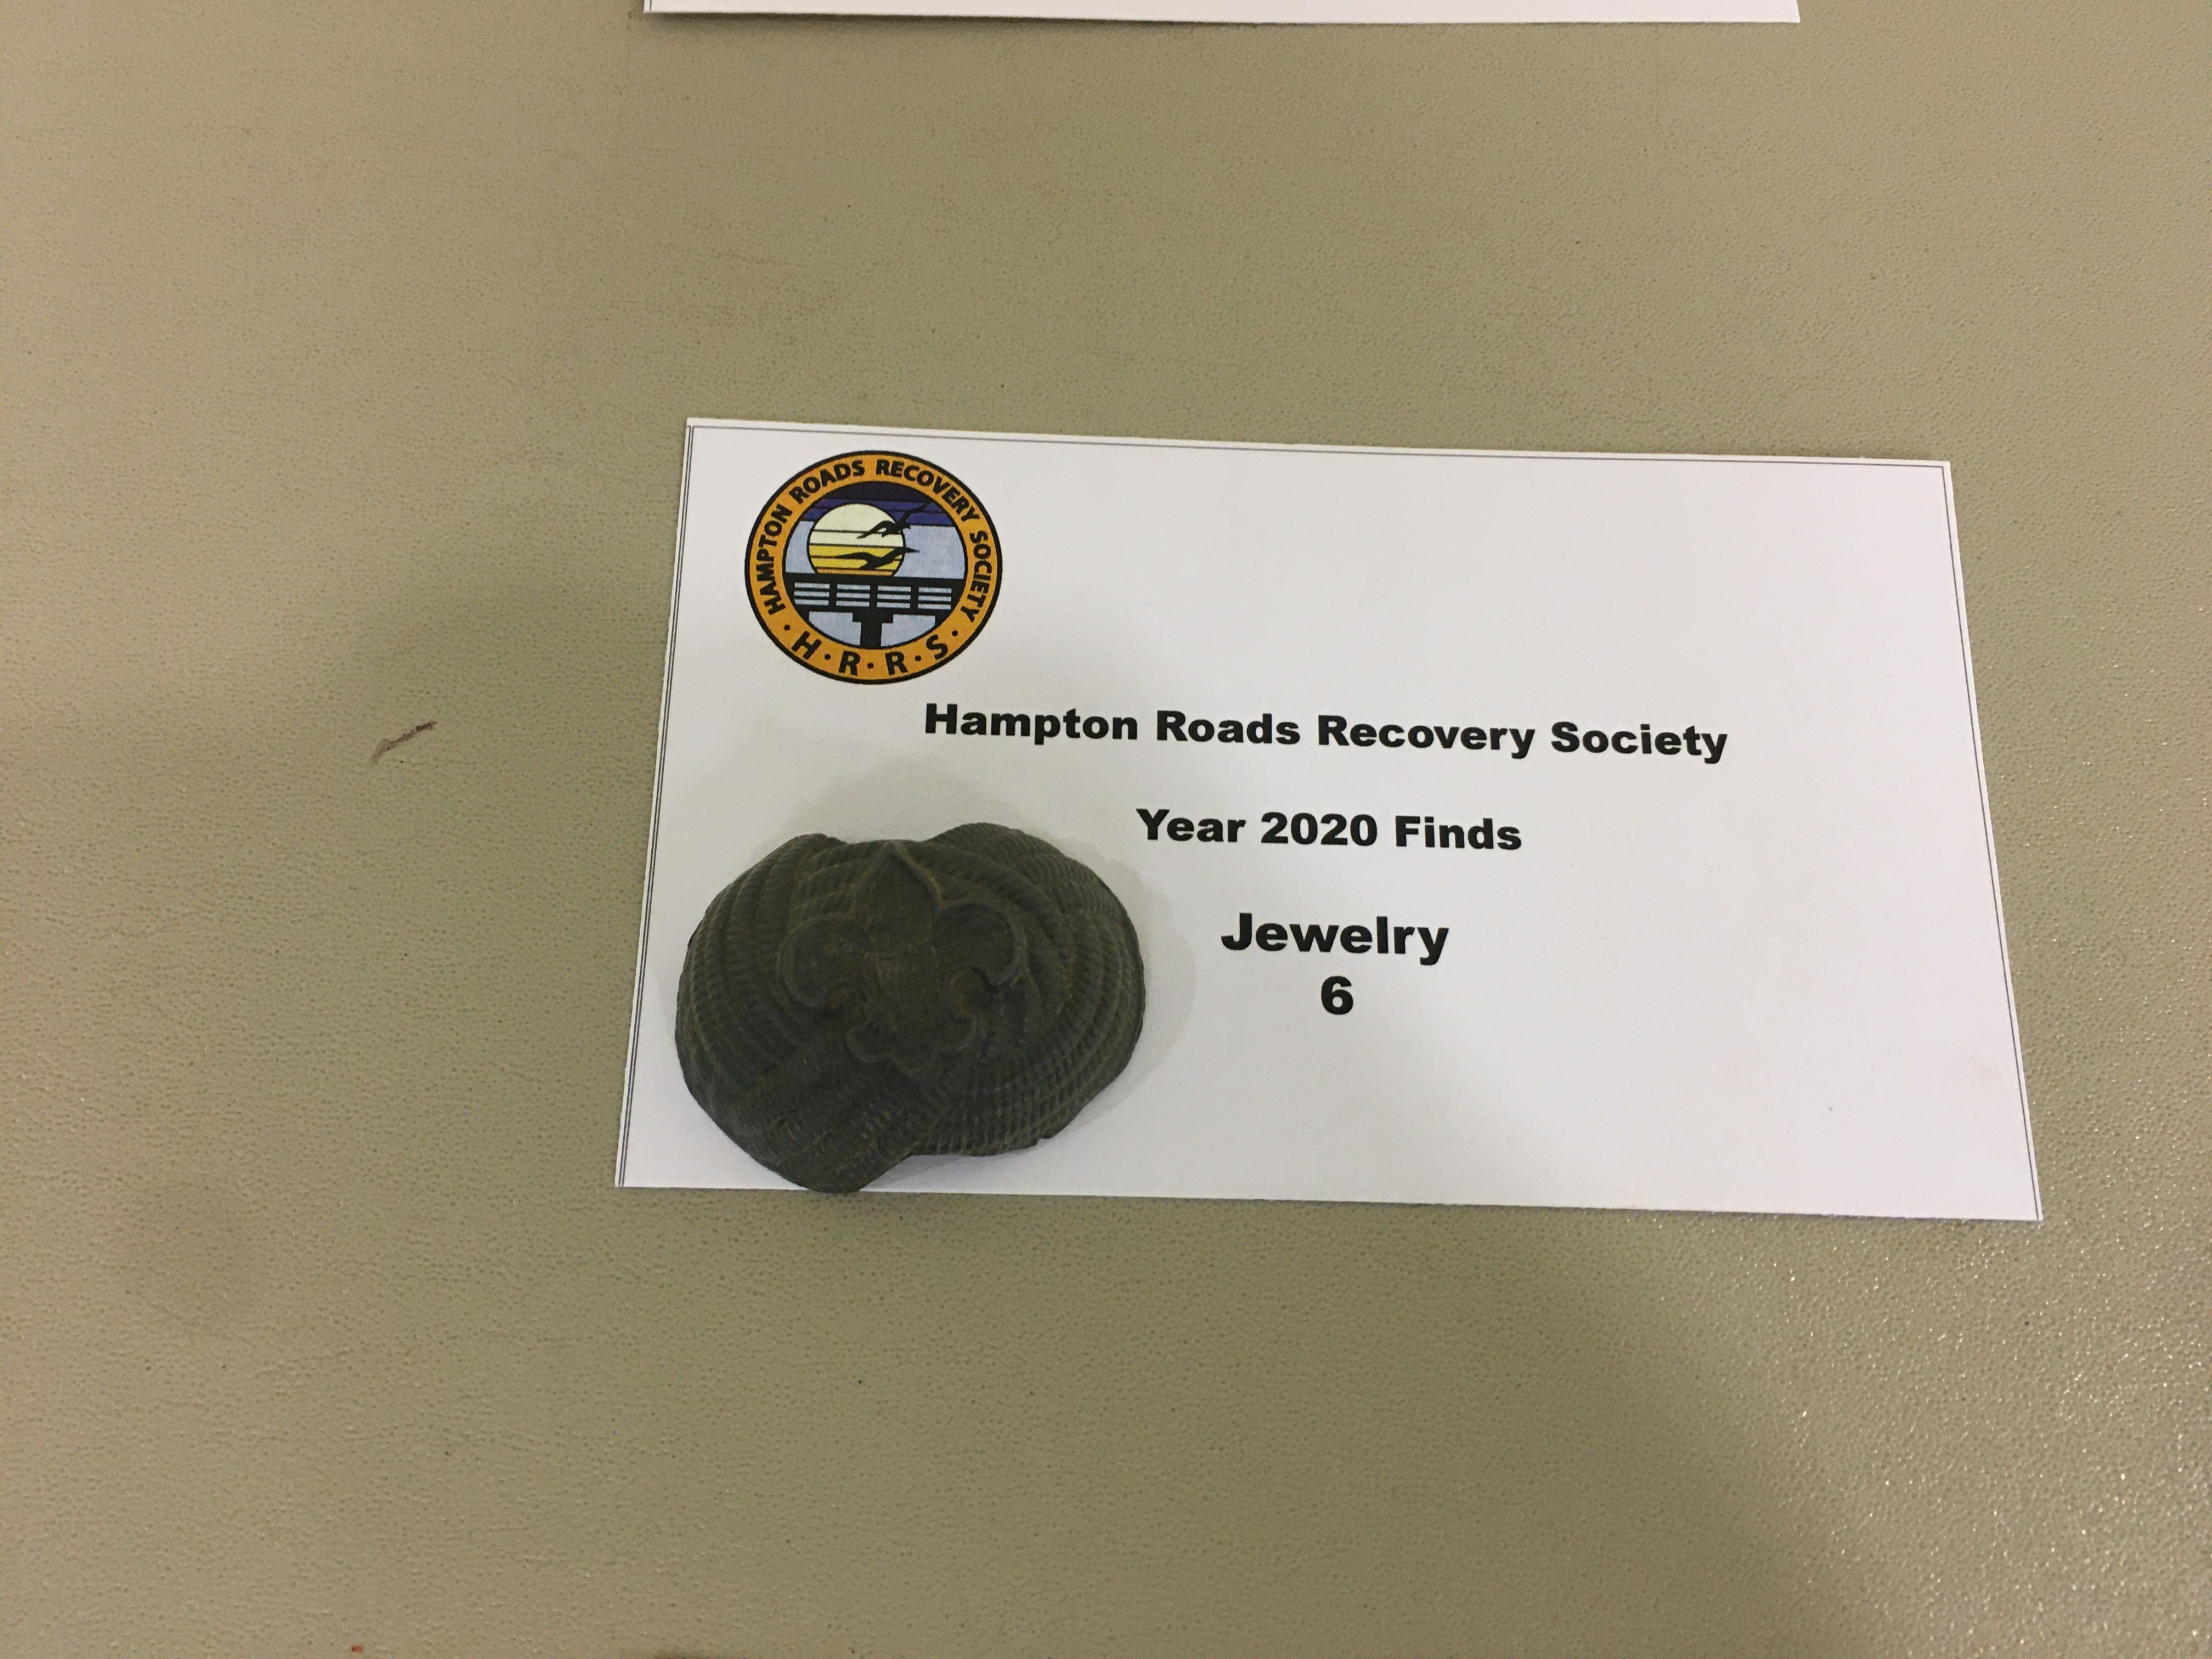 HAMPTON ROADS RECOVERY SOCIETY
· H · R · R · S ·
Hampton Roads Recovery Society
Year 2020 Finds
Jewelry
6